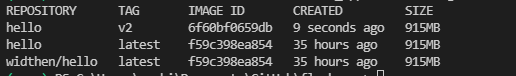 REPOSITORY TAG IMAGE ID CREATED SIZE
hello v2 6f60bf0659db 9 seconds ago 915MB
hello latest f59c398ea854 35 hours ago 915MB
widthen/hello latest f59c398ea854 35 hours ago 915MB